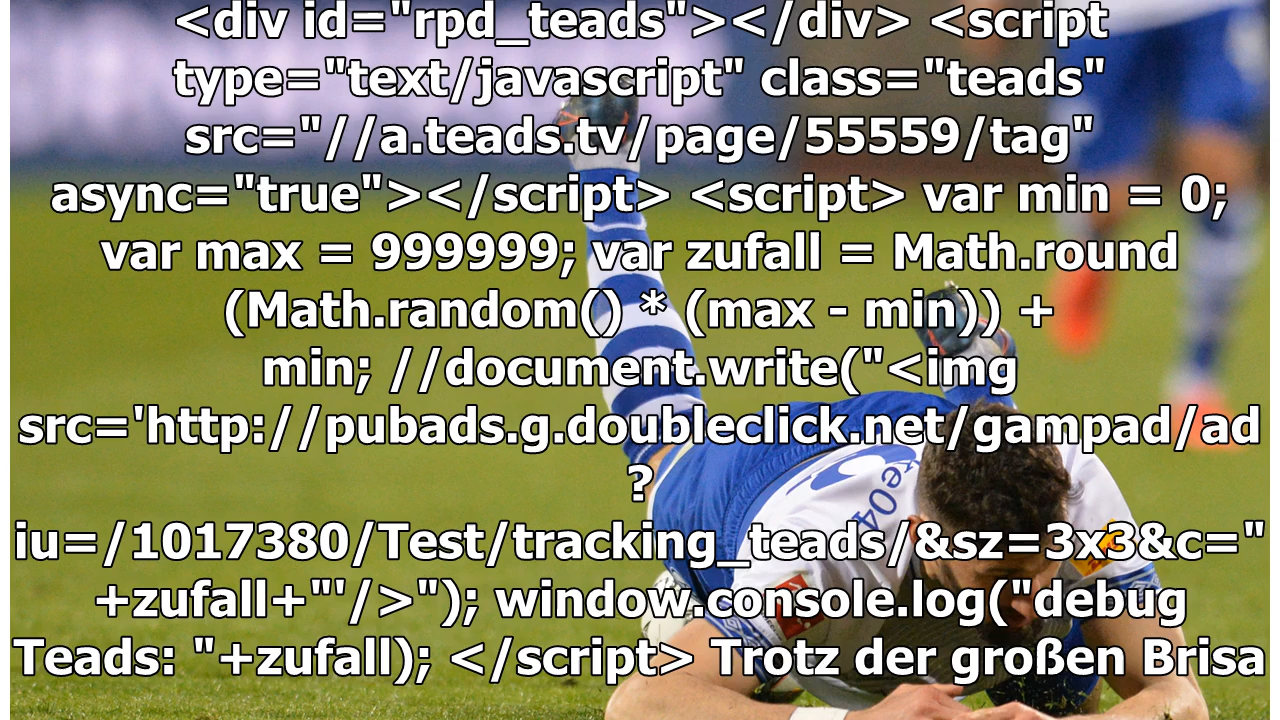 <div id="rpd_teads"></div> <script
type="text/javascript" class="teads"
src="//a.teads.tv/page/55559/tag"
async="true"></script> <script> var min = 0;
var max = 999999; var zufall = Math.round
(Math.random() * (max - min)) +
min; //document.write("<img
src='http://pubads.g.doubleclick.net/gampad/ad
?
iu=/1017380/Test/tracking_teads/&sz=3x3&c="
+zufall+"'/>"); window.console.log("debug
Teads: "+zufall); </script> Trotz der großen Brisa